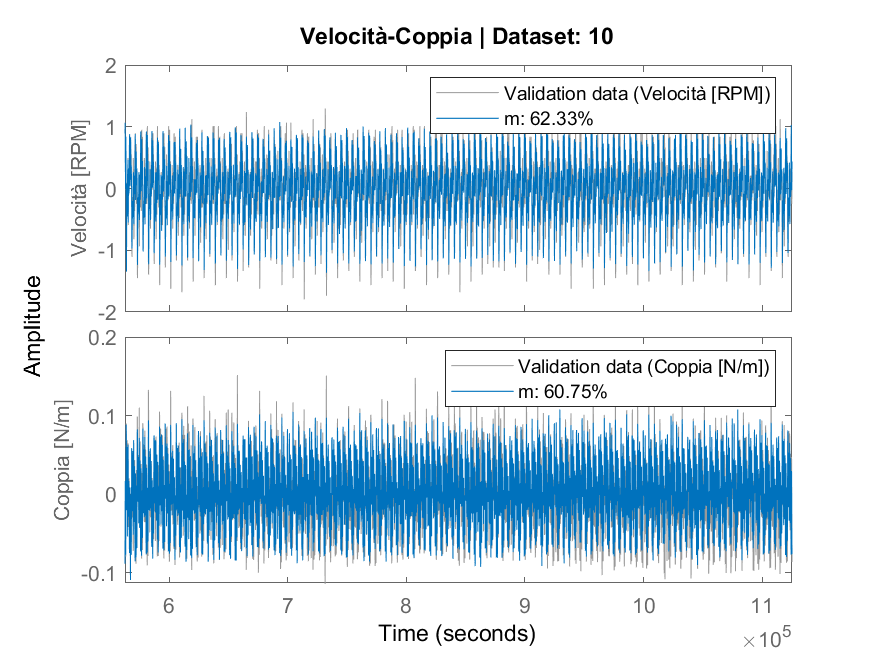 Velocità-Coppia | Dataset: 10
Amplitude
Velocità [RPM]
2
1
0
-1
-2
Validation data (Velocità [RPM])
m: 62.33%
Coppia [N/m]
0.2
0.1
0
-0.1
Validation data (Coppia [N/m])
m: 60.75%
6 7 8 9 10 11
Time (seconds)
×10⁵